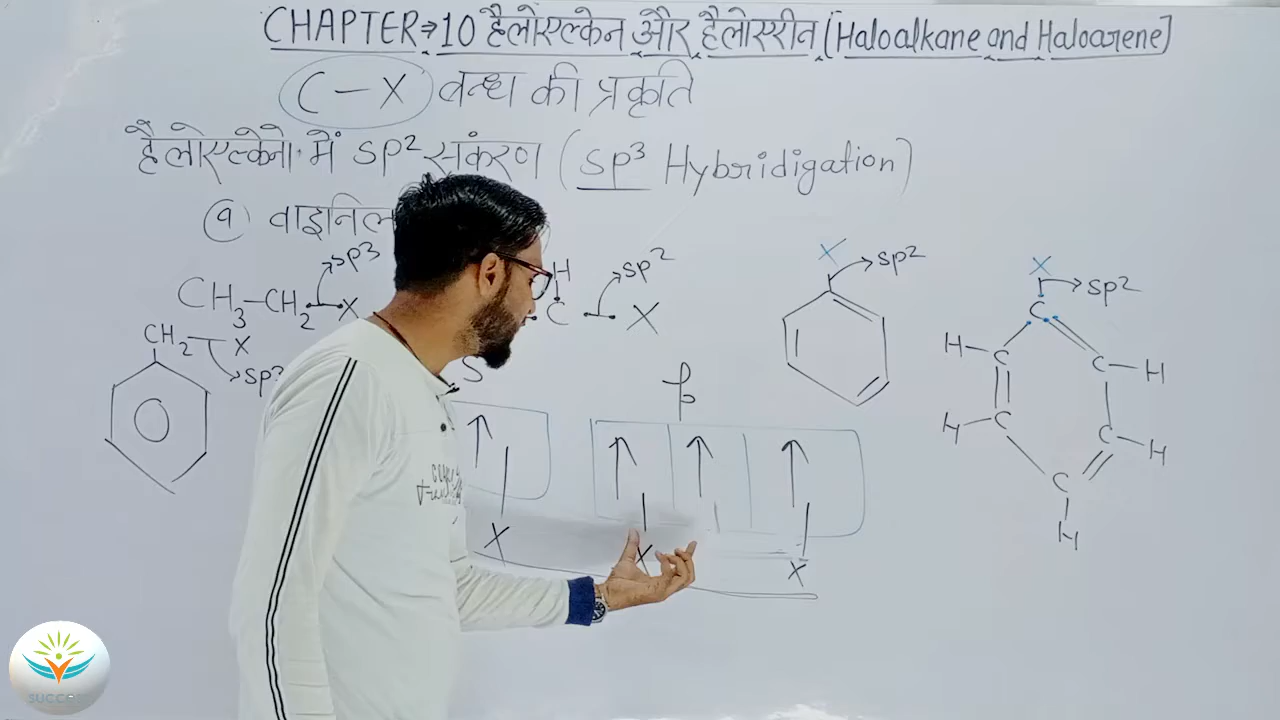 CHAPTER→10 हैलोएल्केन और हैलोएरीन (Haloalkane and Haloarene)
C – X बन्ध की प्रकृति
हैलोएल्केनो में SP² संकरण (SP³ Hybridigation)
(a) वाइनिल
CH₃–CH₂–X sp3
H
C – X sp2
X sp2
X sp2
CH₂ X
C
H–C C–H
H–C C–H
C
H
S
p
X X X
SUCCESS